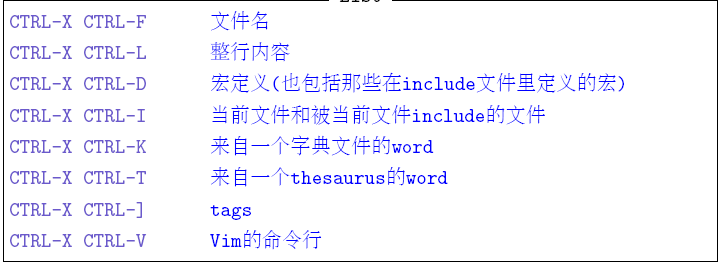 CTRL-X CTRL-F 文件名
CTRL-X CTRL-L 整行内容
CTRL-X CTRL-D 宏定义(也包括那些在include文件里定义的宏)
CTRL-X CTRL-I 当前文件和被当前文件include的文件
CTRL-X CTRL-K 来自一个字典文件的word
CTRL-X CTRL-T 来自一个thesaurus的word
CTRL-X CTRL-] tags
CTRL-X CTRL-V Vim的命令行